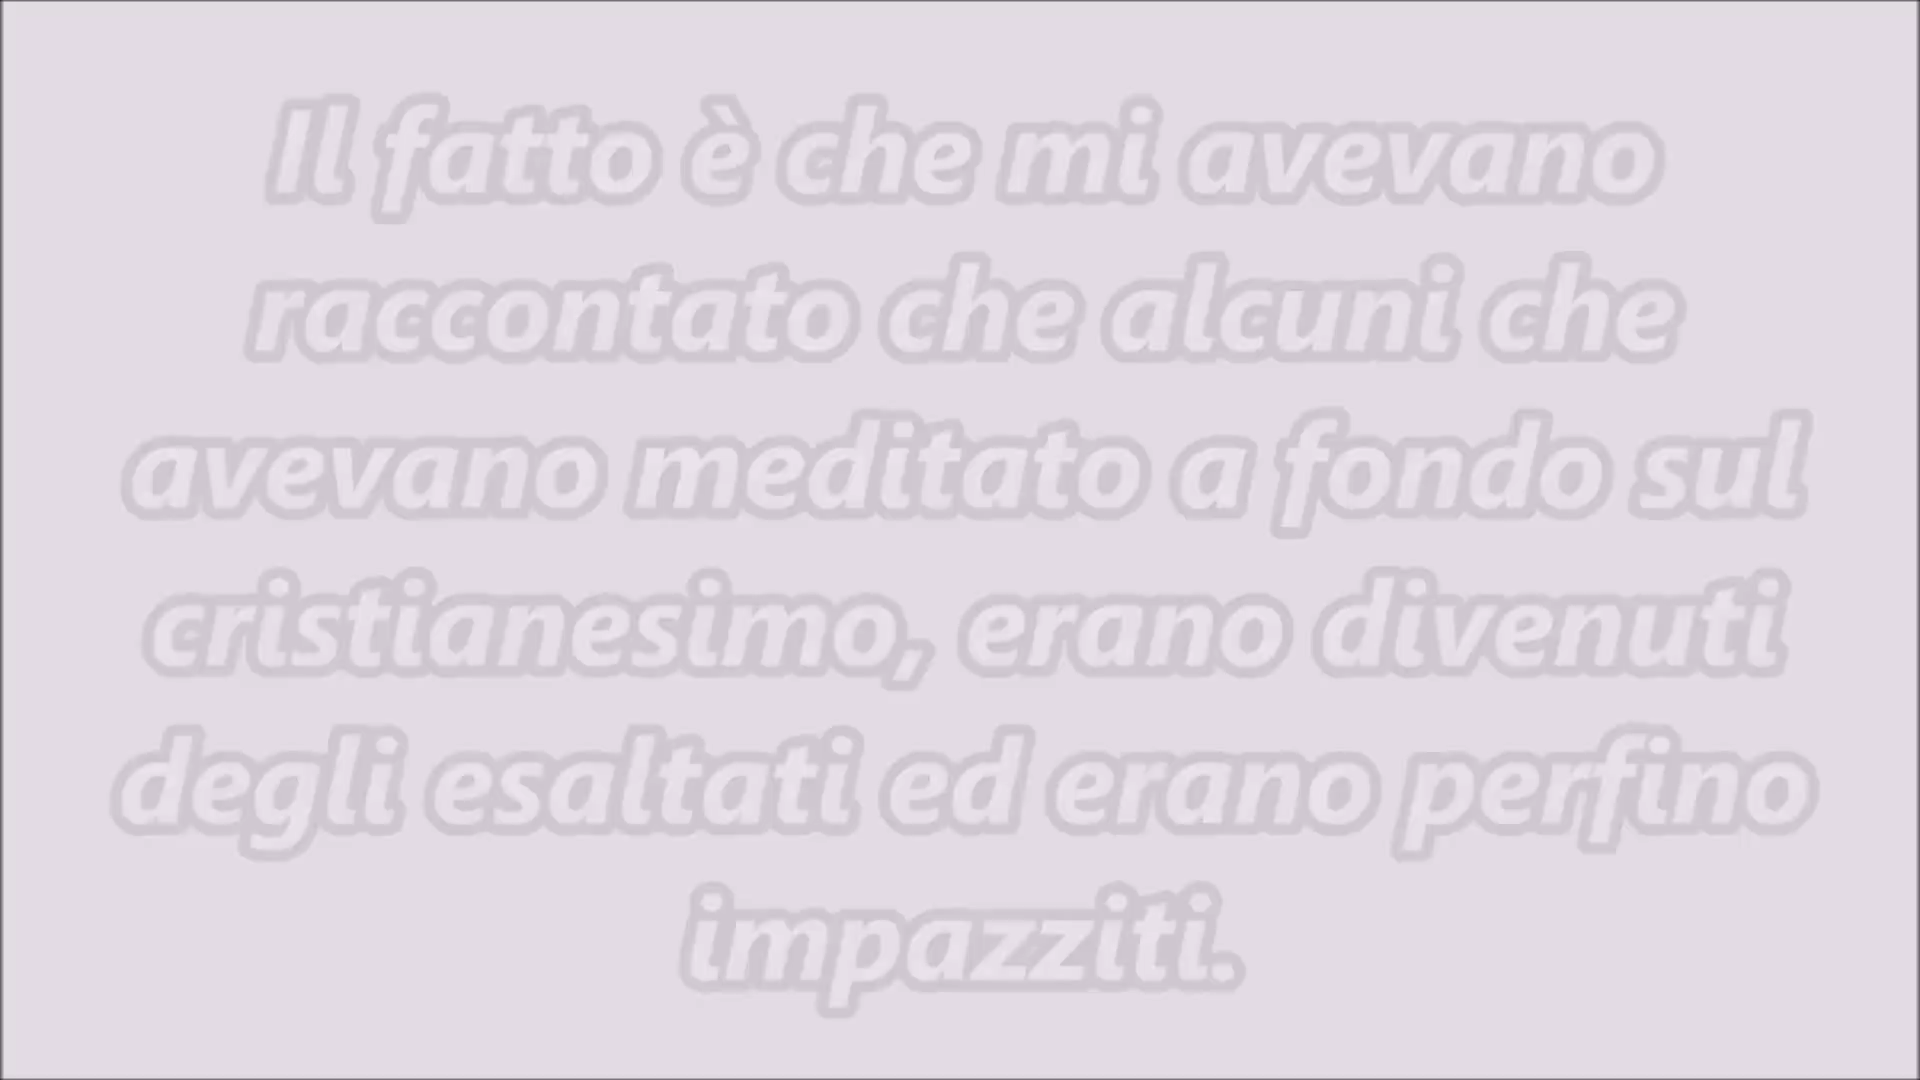 Il fatto è che mi avevano
raccontato che alcuni che
avevano meditato a fondo sul
cristianesimo, erano divenuti
degli esaltati ed erano perfino
impazziti.